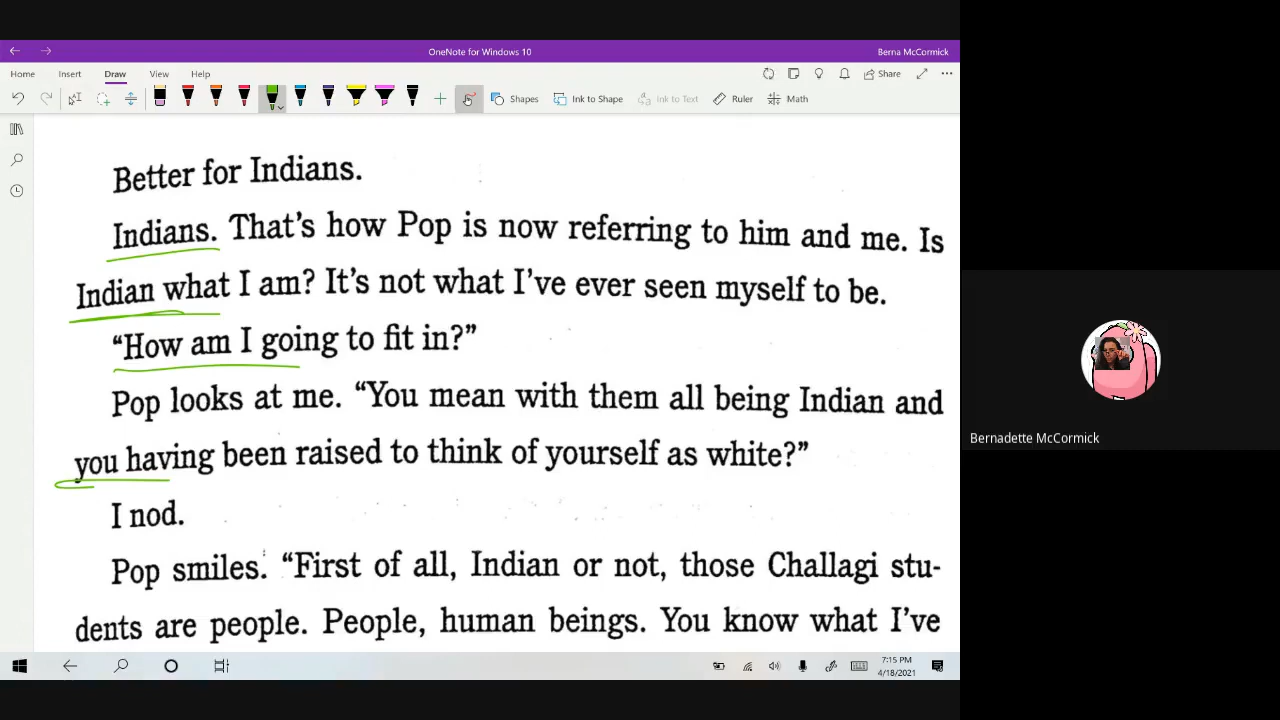 OneNote for Windows 10
Berna McCormick
Home Insert Draw View Help
Share
Shapes Ink to Shape Ink to Text Ruler Math
Better for Indians.
Indians. That's how Pop is now referring to him and me. Is
Indian what I am? It's not what I've ever seen myself to be.
“How am I going to fit in?”
Pop looks at me. “You mean with them all being Indian and
you having been raised to think of yourself as white?”
I nod.
Pop smiles. “First of all, Indian or not, those Challagi stu-
dents are people. People, human beings. You know what I've
Bernadette McCormick
7:15 PM
4/18/2021